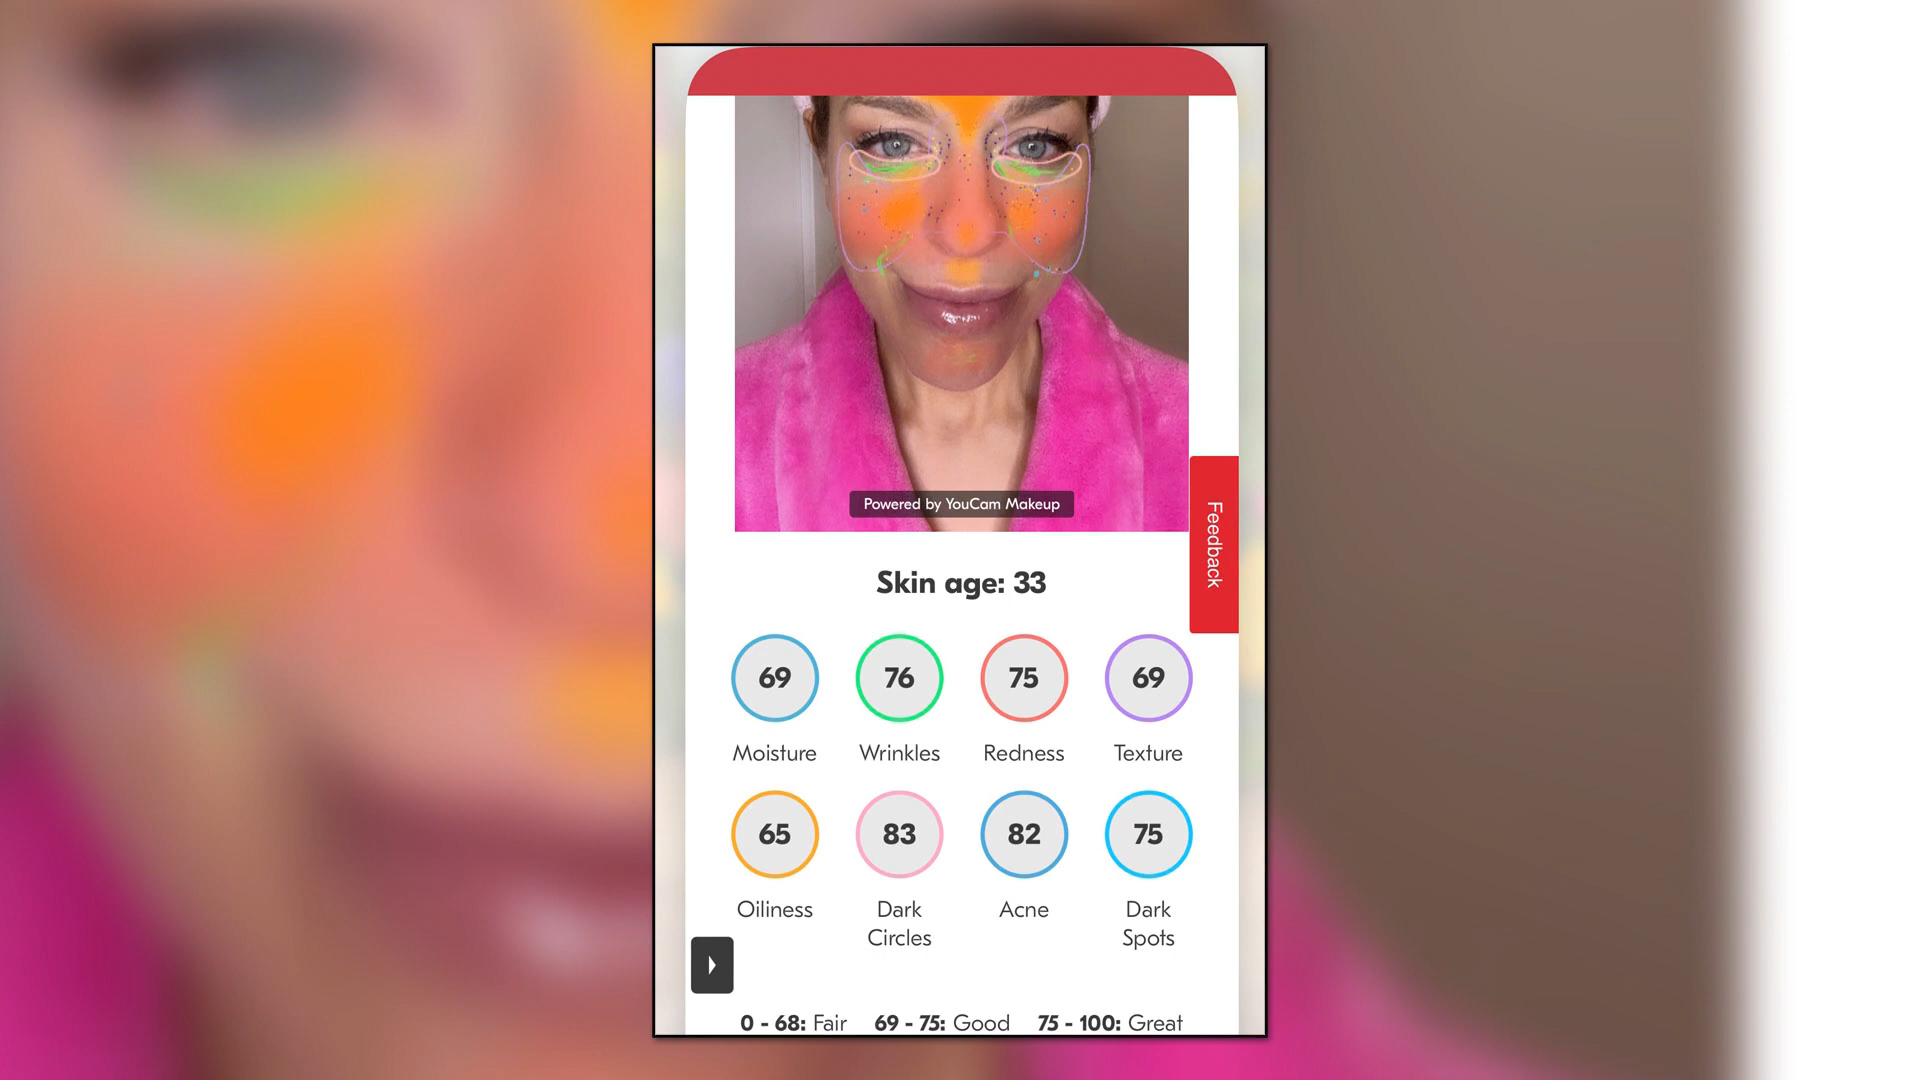 Powered by YouCam Makeup
Feedback
Skin age: 33
69 76 75 69
Moisture Wrinkles Redness Texture
65 83 82 75
Oiliness Dark Circles Acne Dark Spots
0 - 68: Fair 69 - 75: Good 75 - 100: Great